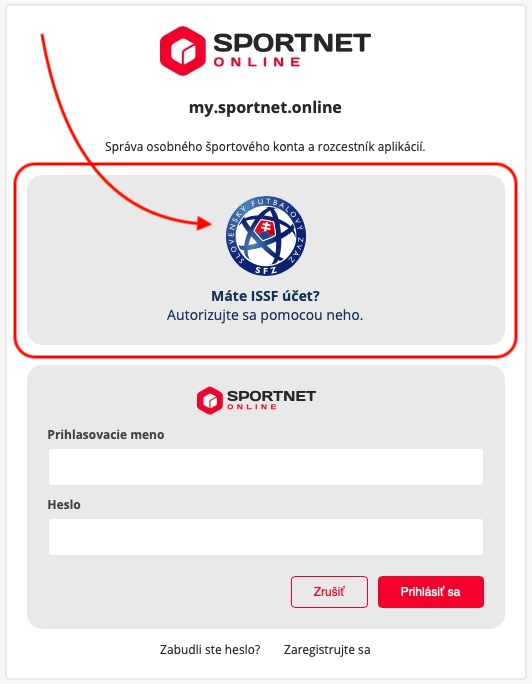 SPORTNET
ONLINE
my.sportnet.online
Správa osobného športového konta a rozcestník aplikácií.
SLOVENSKÝ FUTBALOVÝ ZVÄZ
SFZ
Máte ISSF účet?
Autorizujte sa pomocou neho.
SPORTNET
ONLINE
Prihlasovacie meno
Heslo
Zrušiť
Prihlásiť sa
Zabudli ste heslo? Zaregistrujte sa